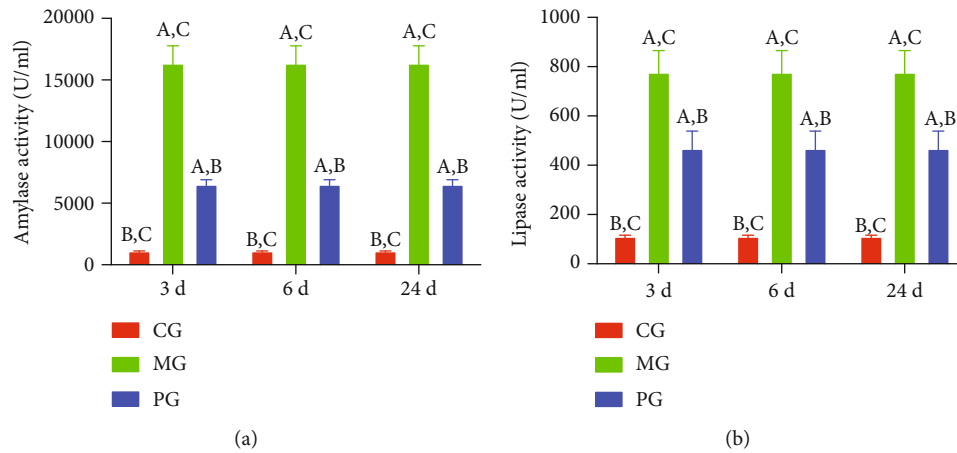 Amylase activity (U/ml)
20000
15000
10000
5000
0
A,C
A,C
A,C
A,B
A,B
A,B
B,C
B,C
B,C
3 d
6 d
24 d
CG
MG
PG
(a)
Lipase activity (U/ml)
1000
800
600
400
200
0
A,C
A,C
A,C
A,B
A,B
A,B
B,C
B,C
B,C
3 d
6 d
24 d
CG
MG
PG
(b)